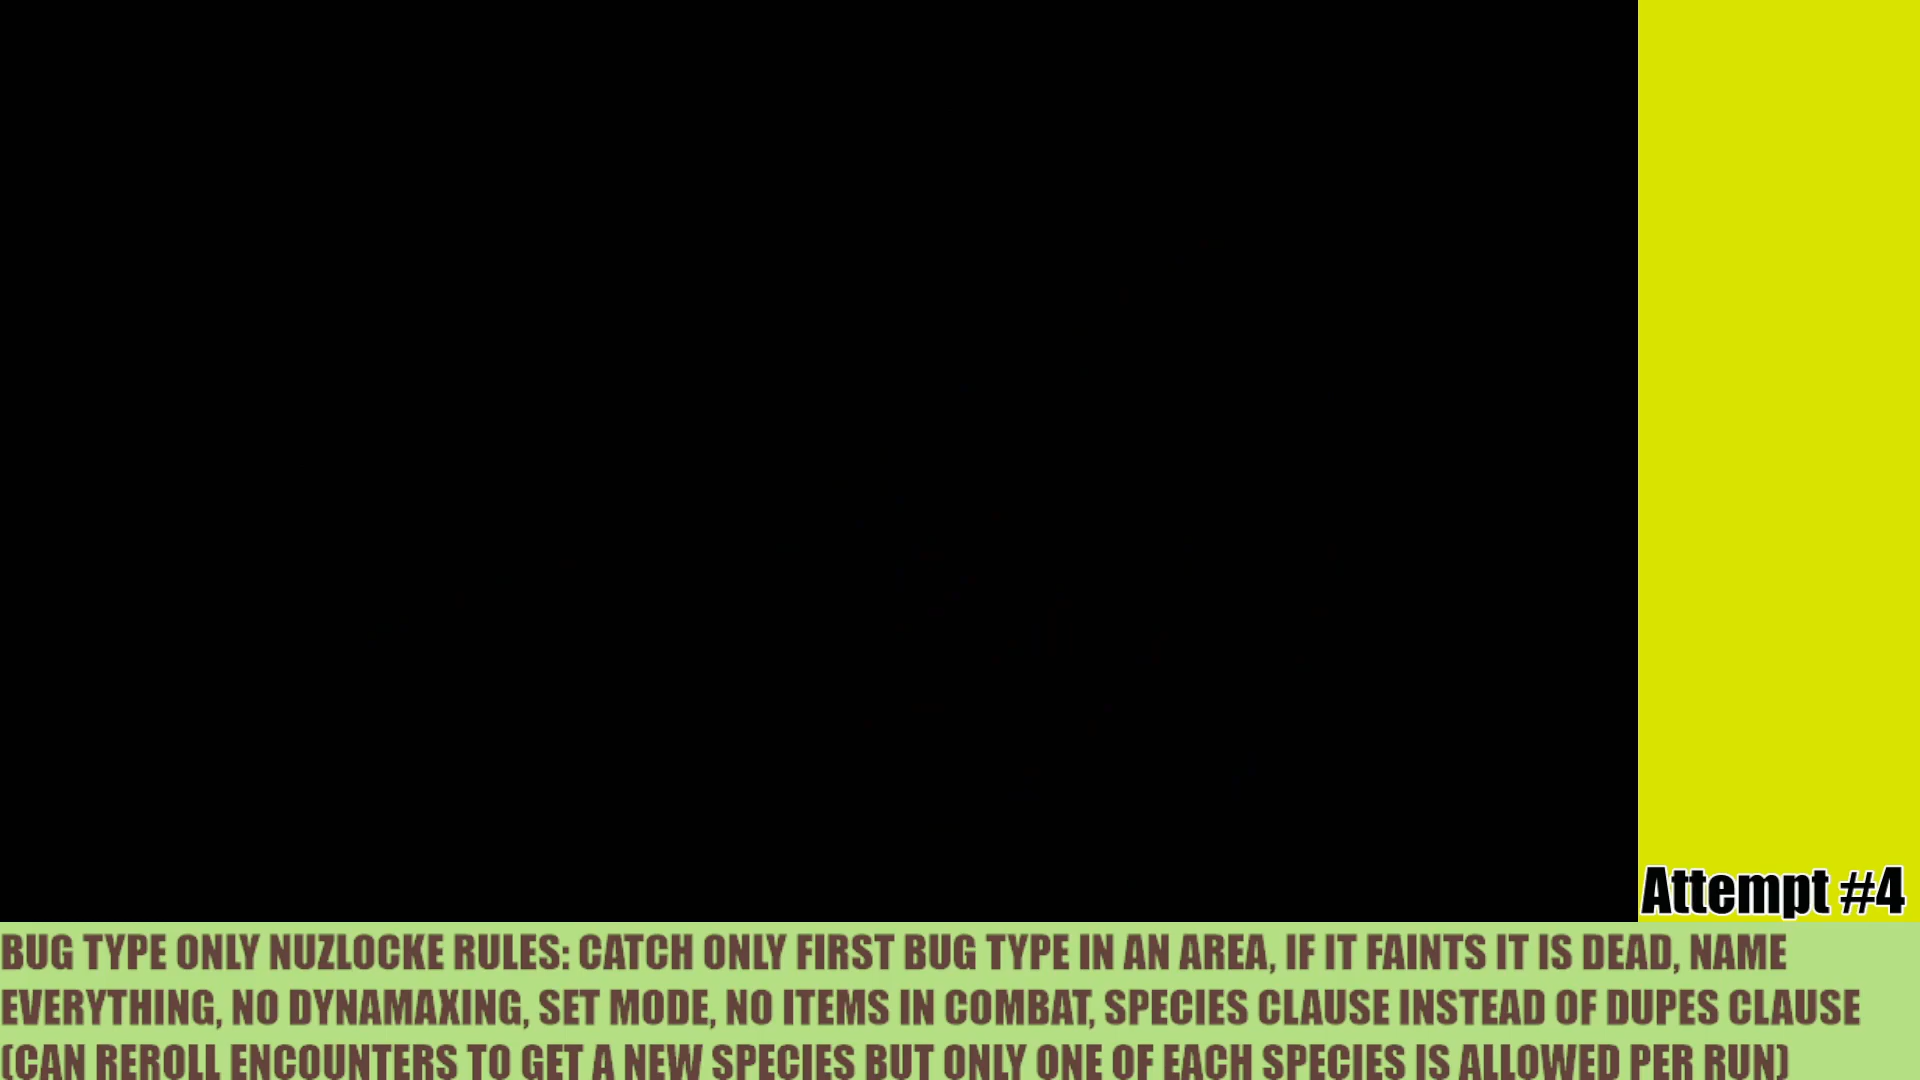 Attempt #4
BUG TYPE ONLY NUZLOCKE RULES: CATCH ONLY FIRST BUG TYPE IN AN AREA, IF IT FAINTS IT IS DEAD, NAME
EVERYTHING, NO DYNAMAXING, SET MODE, NO ITEMS IN COMBAT, SPECIES CLAUSE INSTEAD OF DUPES CLAUSE
(CAN REROLL ENCOUNTERS TO GET A NEW SPECIES BUT ONLY ONE OF EACH SPECIES IS ALLOWED PER RUN)